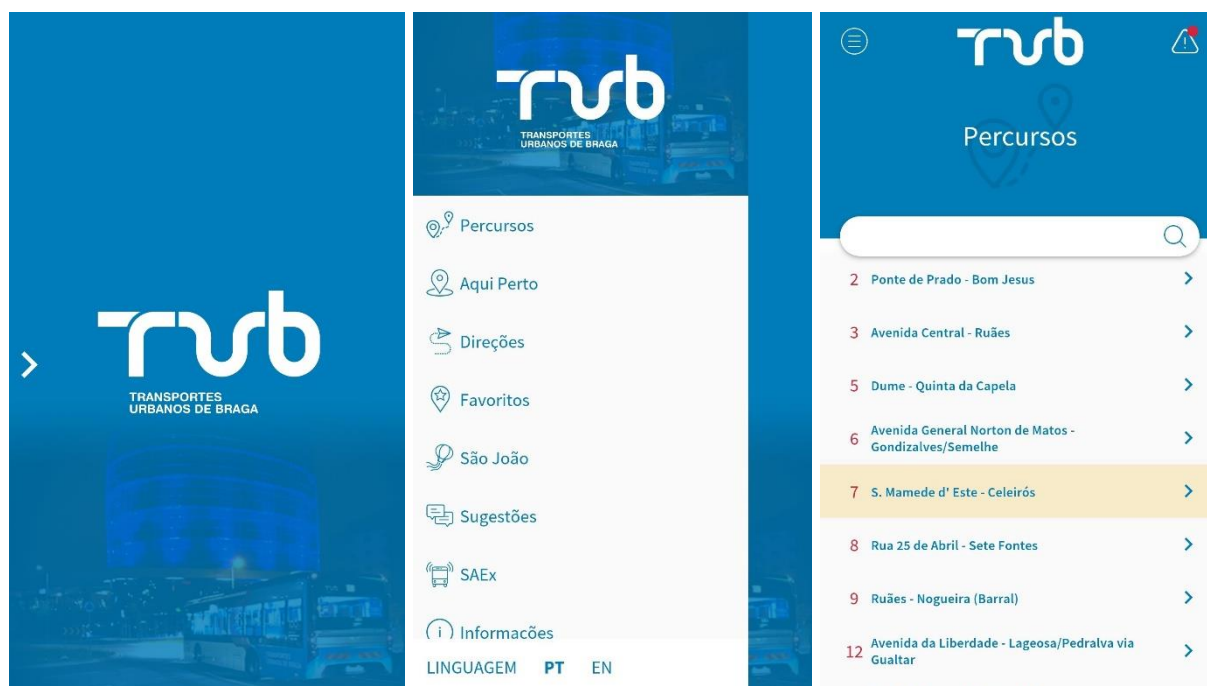 TUB
TRANSPORTES
URBANOS DE BRAGA
TUB
TRANSPORTES
URBANOS DE BRAGA
Percursos
Aqui Perto
Direções
Favoritos
São João
Sugestões
SAEx
Informações
LINGUAGEM PT EN
TUB
Percursos
2 Ponte de Prado - Bom Jesus
3 Avenida Central - Ruães
5 Dume - Quinta da Capela
6 Avenida General Norton de Matos -
Gondizalves/Semelhe
7 S. Mamede d' Este - Celeirós
8 Rua 25 de Abril - Sete Fontes
9 Ruães - Nogueira (Barral)
12 Avenida da Liberdade - Lageosa/Pedralva via
Gualtar